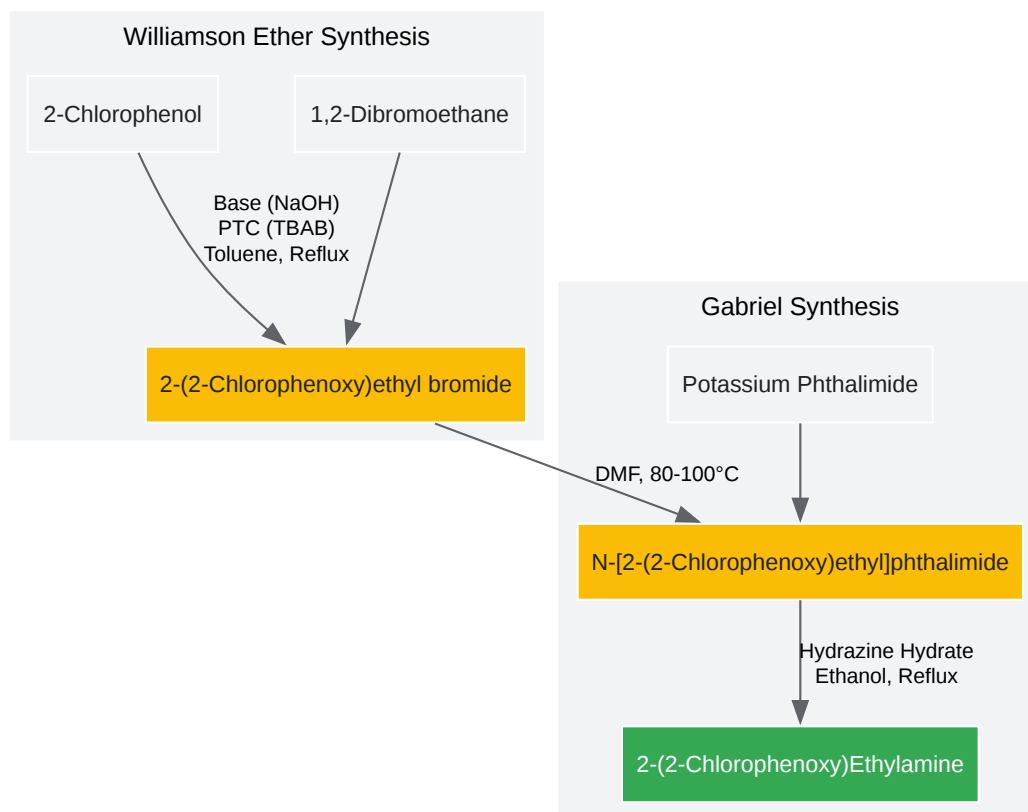 Williamson Ether Synthesis
2-Chlorophenol
1,2-Dibromoethane
Base (NaOH)
PTC (TBAB)
Toluene, Reflux
2-(2-Chlorophenoxy)ethyl bromide
Gabriel Synthesis
Potassium Phthalimide
DMF, 80-100°C
N-[2-(2-Chlorophenoxy)ethyl]phthalimide
Hydrazine Hydrate
Ethanol, Reflux
2-(2-Chlorophenoxy)Ethylamine